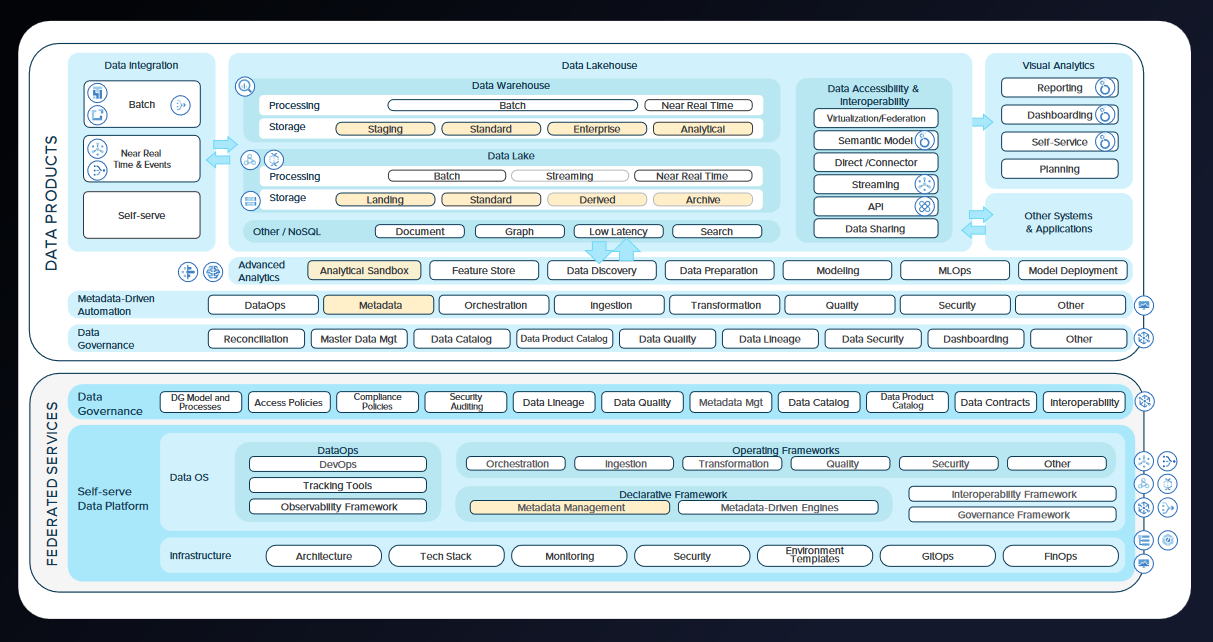 DATA PRODUCTS
Data Integration
Batch
Near Real
Time & Events
Self-serve
Data Lakehouse
Data Warehouse
Processing
Batch
Near Real Time
Storage
Staging
Standard
Enterprise
Analytical
Data Lake
Processing
Batch
Streaming
Near Real Time
Storage
Landing
Standard
Derived
Archive
Other / NoSQL
Document
Graph
Low Latency
Search
Data Accessibility &
Interoperability
Virtualization/Federation
Semantic Model
Direct /Connector
Streaming
API
Data Sharing
Visual Analytics
Reporting
Dashboarding
Self-Service
Planning
Other Systems
& Applications
Advanced
Analytics
Analytical Sandbox
Feature Store
Data Discovery
Data Preparation
Modeling
MLOps
Model Deployment
Metadata-Driven
Automation
DataOps
Metadata
Orchestration
Ingestion
Transformation
Quality
Security
Other
Data
Governance
Reconciliation
Master Data Mgt
Data Catalog
Data Product Catalog
Data Quality
Data Lineage
Data Security
Dashboarding
Other
FEDERATED SERVICES
Data
Governance
DG Model and
Processes
Access Policies
Compliance
Policies
Security
Auditing
Data Lineage
Data Quality
Metadata Mgt
Data Catalog
Data Product
Catalog
Data Contracts
Interoperability
Self-serve
Data Platform
Data OS
DataOps
DevOps
Tracking Tools
Observability Framework
Operating Frameworks
Orchestration
Ingestion
Transformation
Quality
Security
Other
Declarative Framework
Metadata Management
Metadata-Driven Engines
Interoperability Framework
Governance Framework
Infrastructure
Architecture
Tech Stack
Monitoring
Security
Environment
Templates
GitOps
FinOps